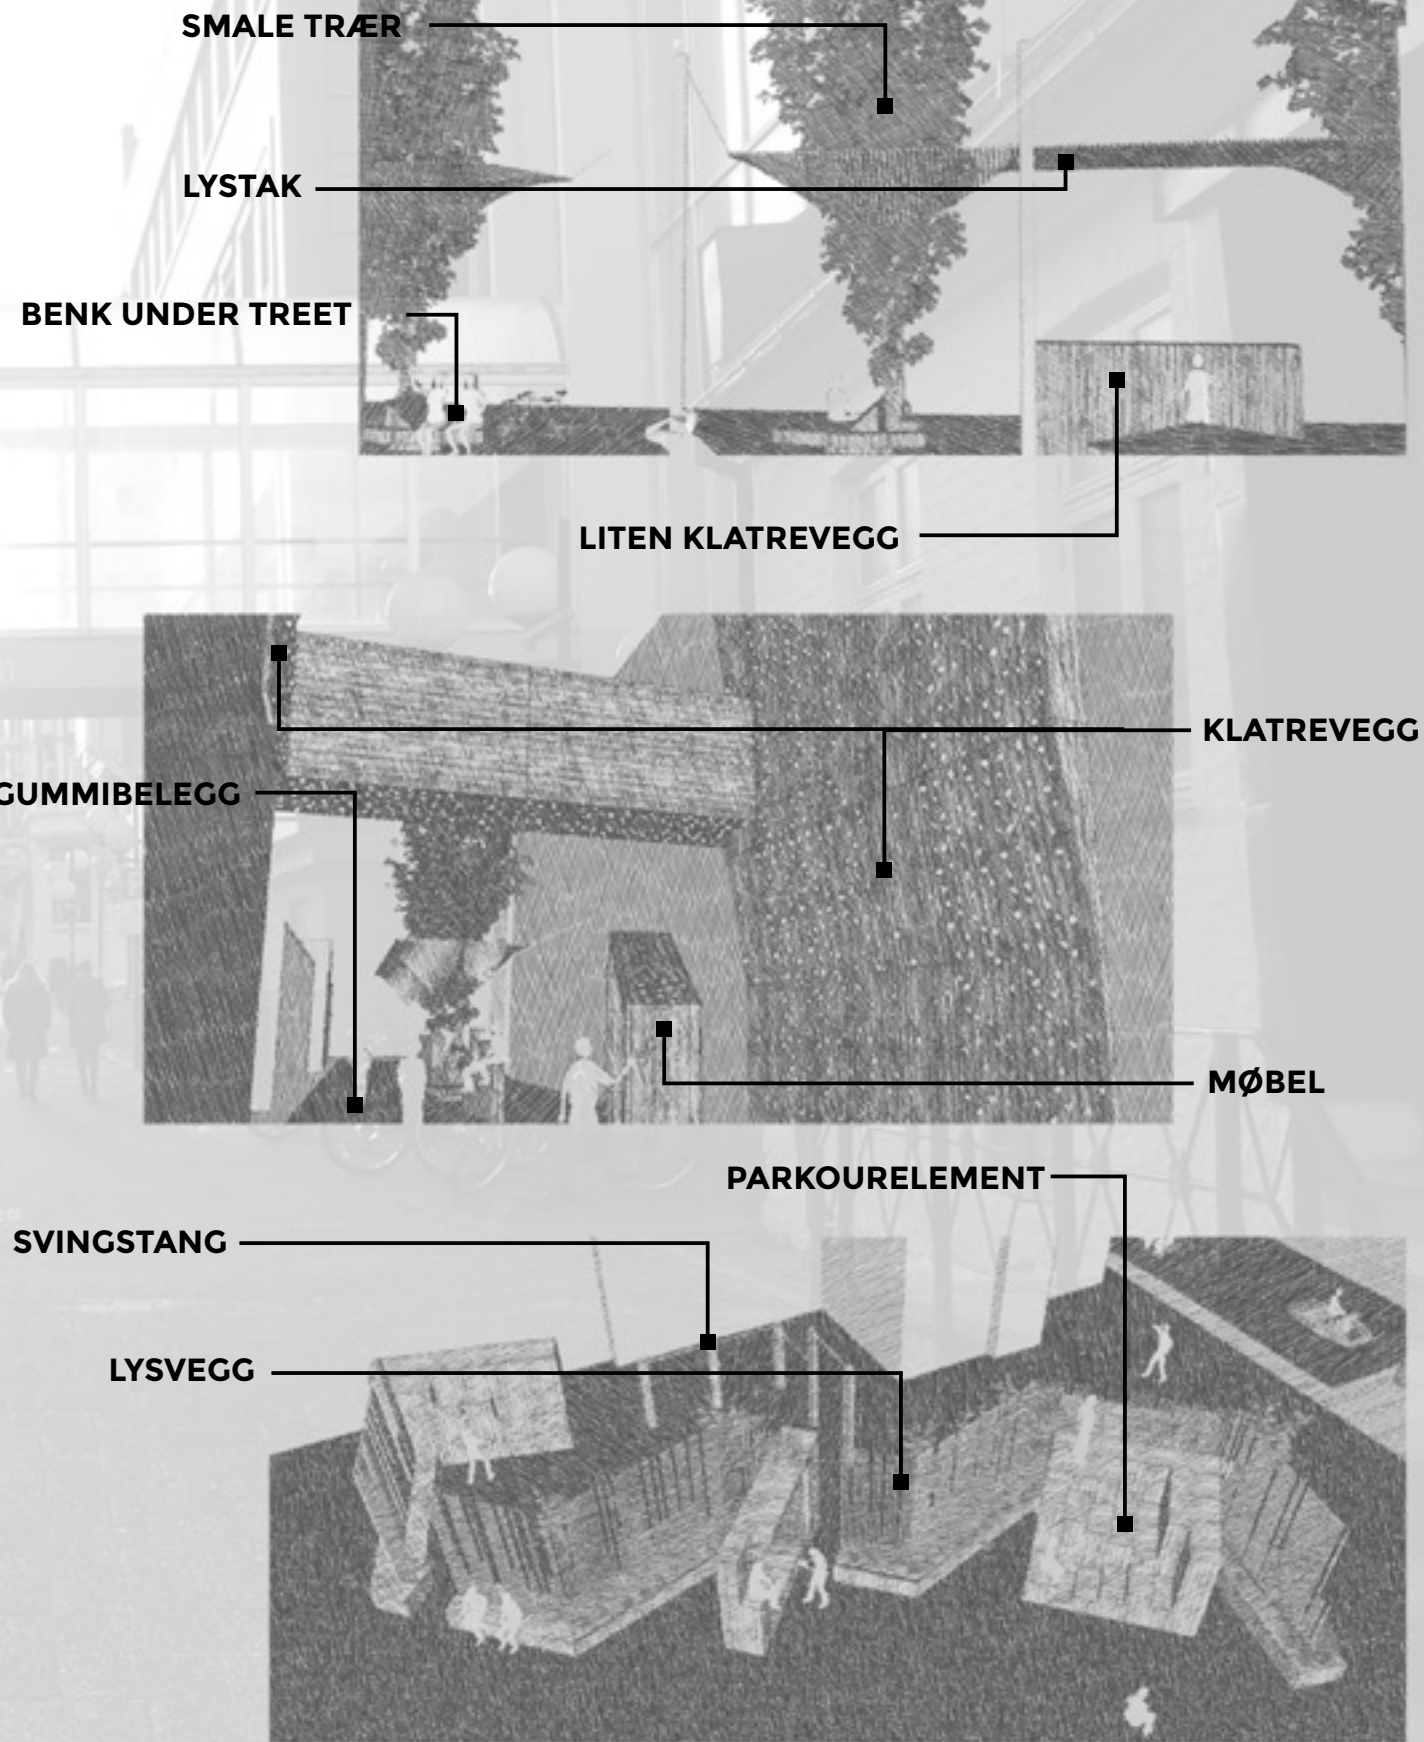 SMALE TRÆR
LYSTAK
BENK UNDER TREET
LITEN KLATREVEGG
KLATREVEGG
GUMMIBELEGG
MØBEL
PARKOURELEMENT
SVINGSTANG
LYSVEGG